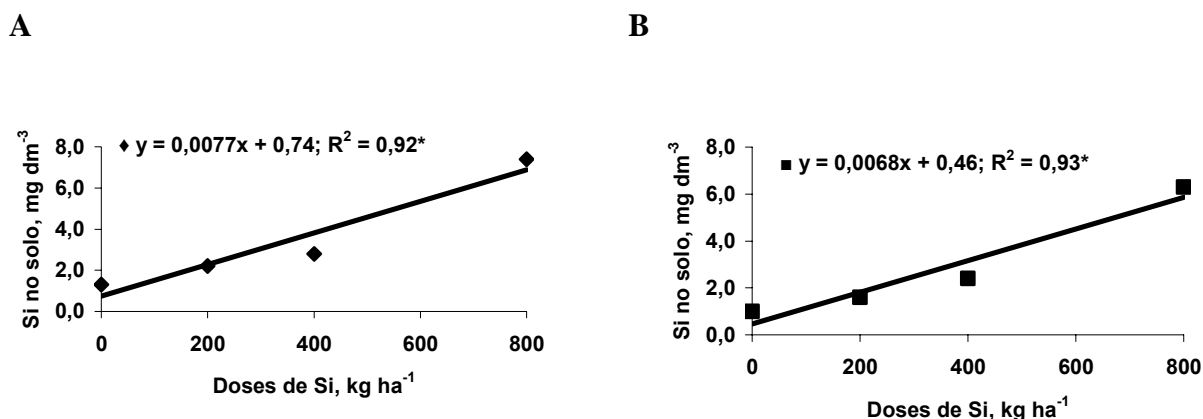 A
♦ y = 0,0077x + 0,74; R² = 0,92*
8,0
6,0
4,0
2,0
0,0
Si no solo, mg dm⁻³
0 200 400 600 800
Doses de Si, kg ha⁻¹
B
■ y = 0,0068x + 0,46; R² = 0,93*
8,0
6,0
4,0
2,0
0,0
Si no solo, mg dm⁻³
0 200 400 600 800
Doses de Si, kg ha⁻¹